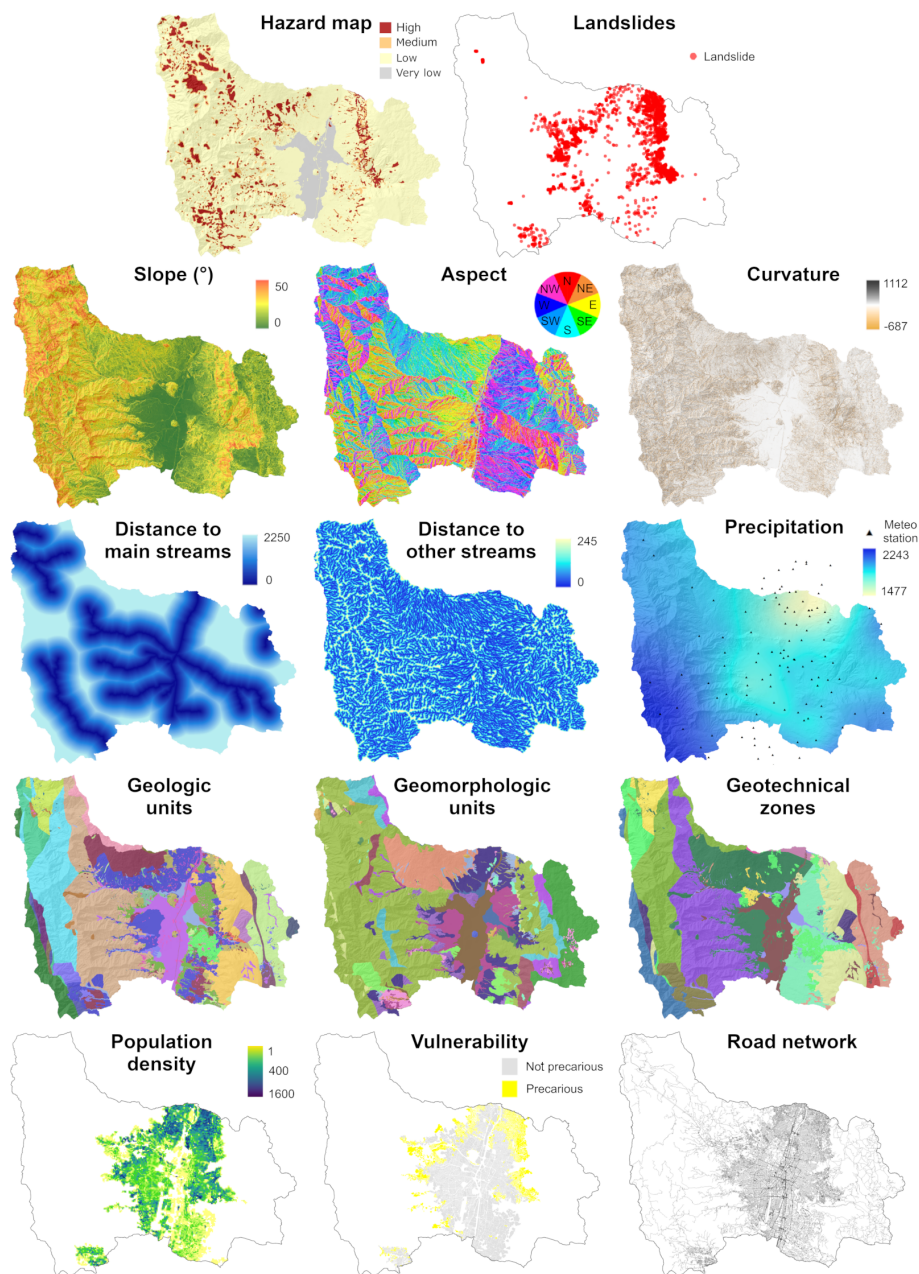 Hazard map
High
Medium
Low
Very low
Landslides
Landslide
Slope (°)
50
0
Aspect
N
NE
E
SE
S
SW
W
NW
Curvature
1112
-687
Distance to
main streams
2250
0
Distance to
other streams
245
0
Precipitation
Meteo
station
2243
1477
Geologic
units
Geomorphologic
units
Geotechnical
zones
Population
density
1
400
1600
Vulnerability
Not precarious
Precarious
Road network